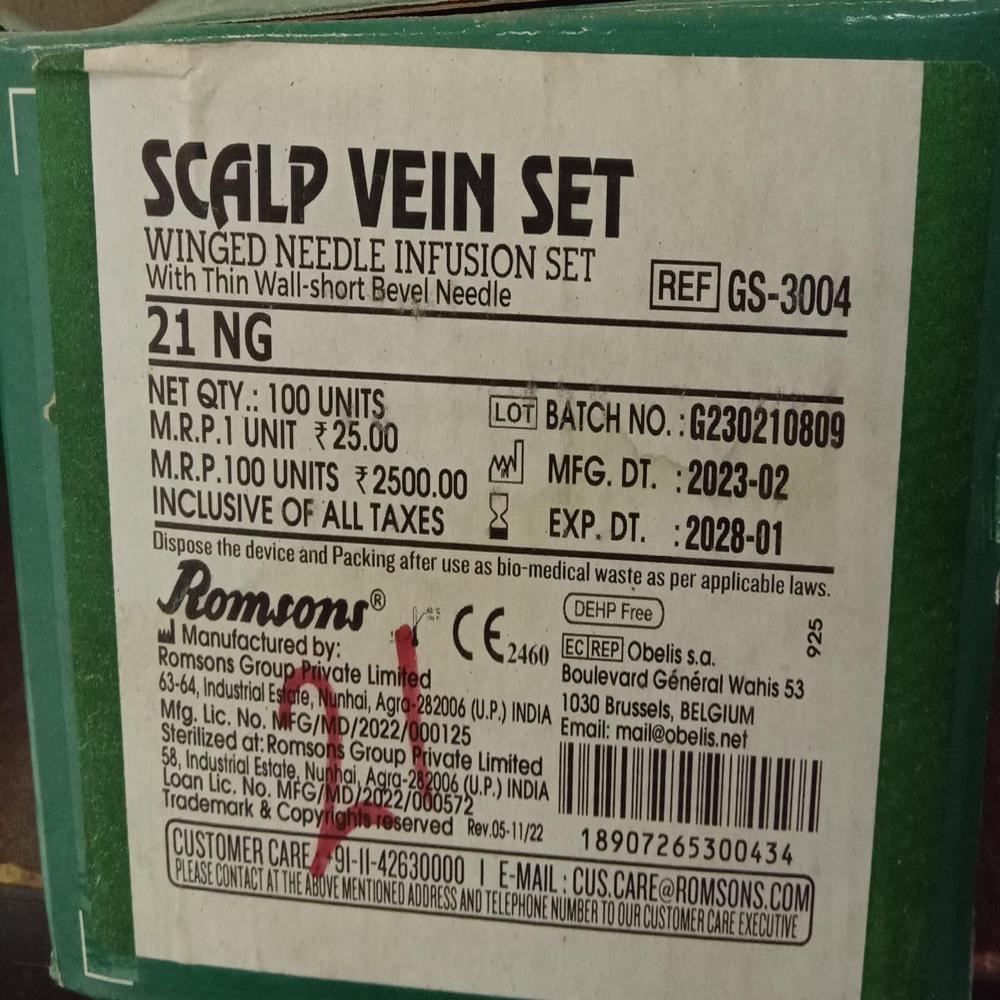 SCALP VEIN SET
WINGED NEEDLE INFUSION SET
With Thin Wall-short Bevel Needle
REF GS-3004
21 NG
NET QTY.: 100 UNITS
M.R.P.1 UNIT ₹25.00
M.R.P.100 UNITS ₹2500.00
INCLUSIVE OF ALL TAXES
LOT BATCH NO. : G230210809
MFG. DT. : 2023-02
EXP. DT. : 2028-01
Dispose the device and Packing after use as bio-medical waste as per applicable laws.
Romsons®
CE 2460
Manufactured by:
Romsons Group Private Limited
63-64, Industrial Estate, Nunhai, Agra-282006 (U.P.) INDIA
Mfg. Lic. No. MFG/MD/2022/000125
Sterilized at: Romsons Group Private Limited
58, Industrial Estate, Nunhai, Agra-282006 (U.P.) INDIA
Loan Lic. No. MFG/MD/2022/000572
Trademark & Copyrights reserved Rev.05-11/22
21
DEHP Free
925
EC REP Obelis s.a.
Boulevard Général Wahis 53
1030 Brussels, BELGIUM
Email: mail@obelis.net
18907265300434
CUSTOMER CARE +91-11-42630000 | E-MAIL : CUS.CARE@ROMSONS.COM
PLEASE CONTACT AT THE ABOVE MENTIONED ADDRESS AND TELEPHONE NUMBER TO OUR CUSTOMER CARE EXECUTIVE